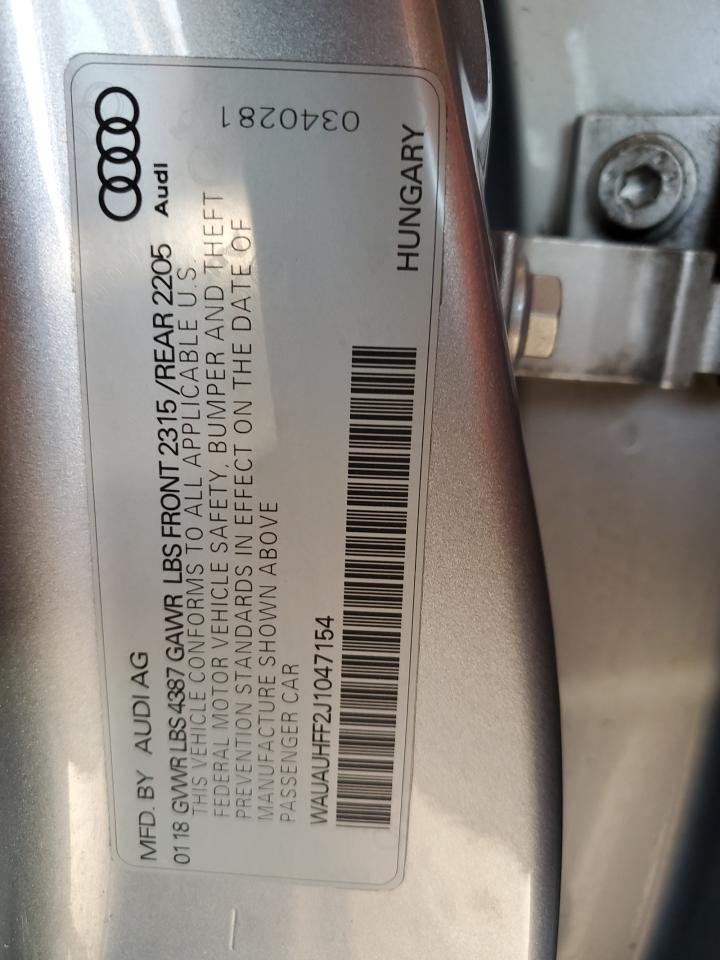 MFD. BY AUDI AG
Audi
01 18 GVWR LBS 4387 GAWR LBS FRONT 2315 /REAR 2205
THIS VEHICLE CONFORMS TO ALL APPLICABLE U.S.
FEDERAL MOTOR VEHICLE SAFETY, BUMPER AND THEFT
PREVENTION STANDARDS IN EFFECT ON THE DATE OF
MANUFACTURE SHOWN ABOVE
PASSENGER CAR
0340281
WAUAUHFF2J1047154
HUNGARY